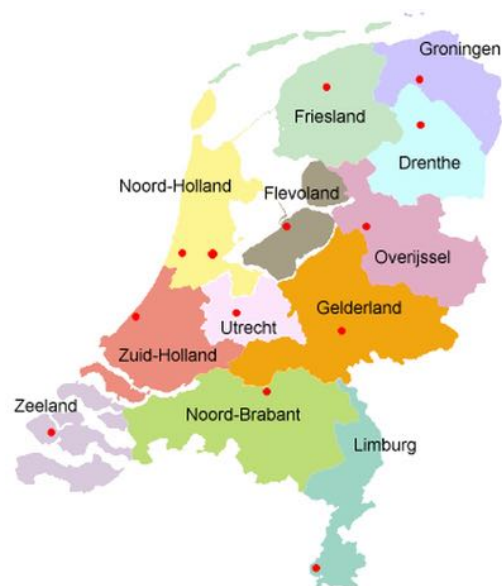 Groningen
Friesland
Drenthe
Noord-Holland
Flevoland
Overijssel
Gelderland
Utrecht
Zuid-Holland
Zeeland
Noord-Brabant
Limburg